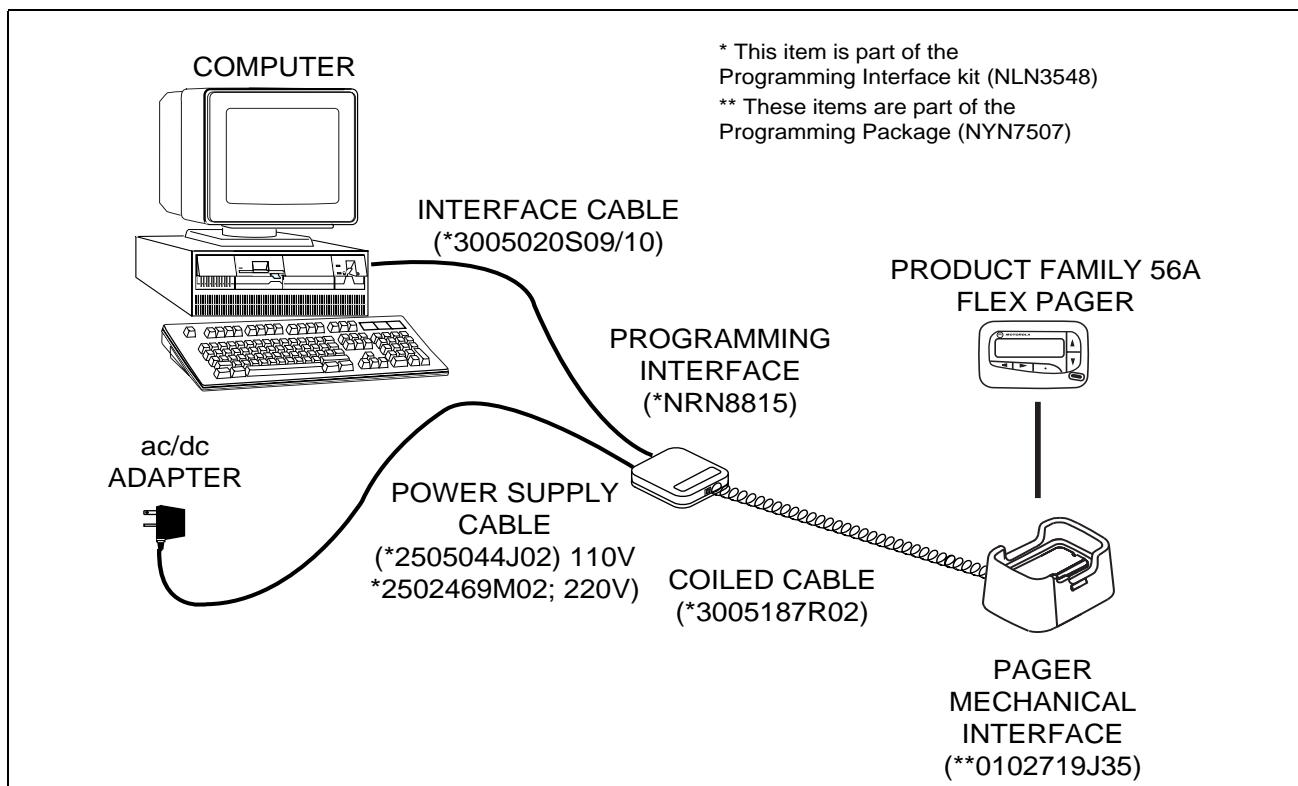 COMPUTER
* This item is part of the
Programming Interface kit (NLN3548)
** These items are part of the
Programming Package (NYN7507)
INTERFACE CABLE
(*3005020S09/10)
PRODUCT FAMILY 56A
FLEX PAGER
MOTOROLA
PROGRAMMING
INTERFACE
(*NRN8815)
ac/dc
ADAPTER
POWER SUPPLY
CABLE
(*2505044J02) 110V
*2502469M02; 220V)
COILED CABLE
(*3005187R02)
PAGER
MECHANICAL
INTERFACE
(**0102719J35)